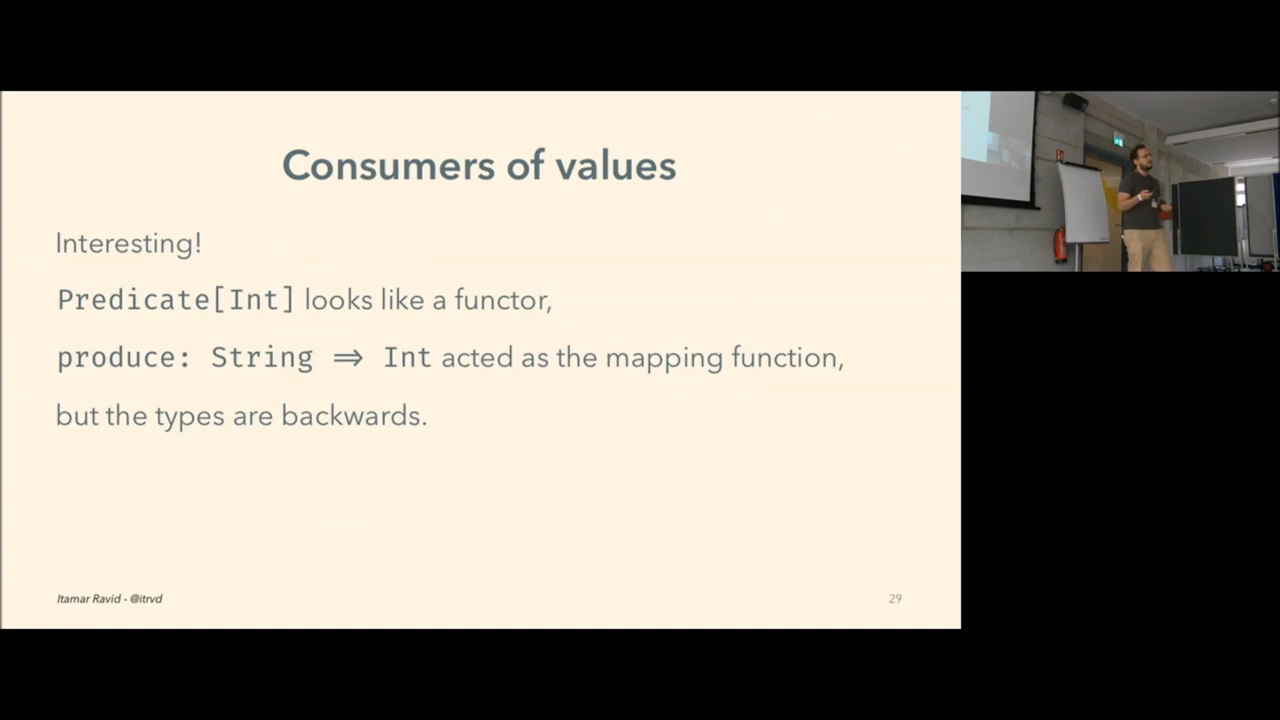 Consumers of values
Interesting!
Predicate[Int] looks like a functor,
produce: String ⇒ Int acted as the mapping function,
but the types are backwards.
Itamar Ravid - @itrvd
29